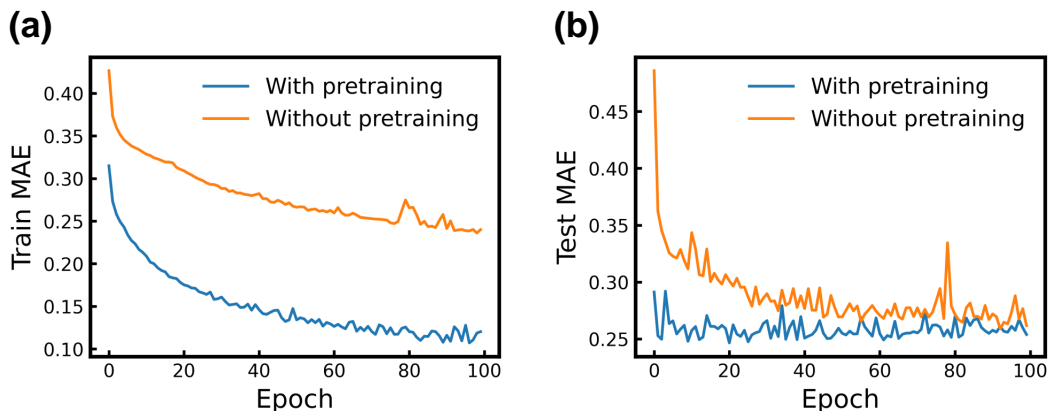 (a)
Train MAE
0.40
0.35
0.30
0.25
0.20
0.15
0.10
With pretraining
Without pretraining
0 20 40 60 80 100
Epoch
(b)
Test MAE
0.45
0.40
0.35
0.30
0.25
With pretraining
Without pretraining
0 20 40 60 80 100
Epoch